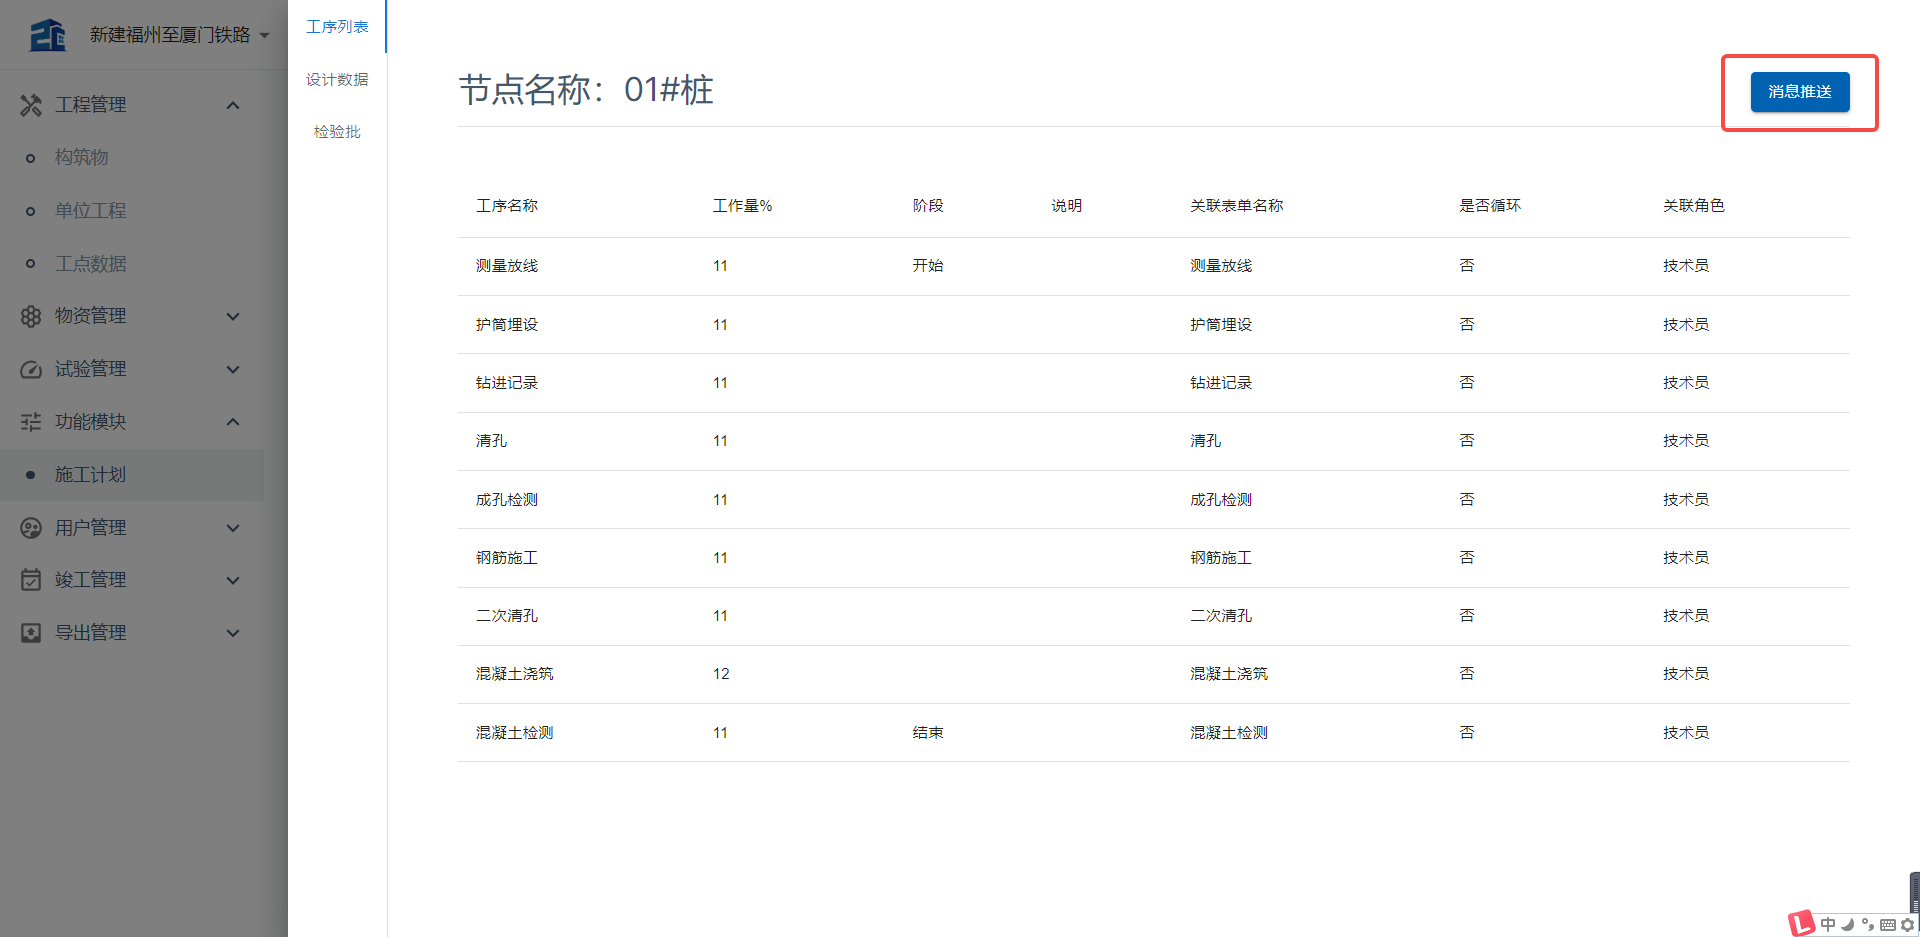 新建福州至厦门铁路
工程管理
构筑物
单位工程
工点数据
物资管理
试验管理
功能模块
施工计划
用户管理
竣工管理
导出管理
工序列表
设计数据
检验批
节点名称：01#桩
消息推送
工序名称 工作量% 阶段 说明 关联表单名称 是否循环 关联角色
测量放线 11 开始 测量放线 否 技术员
护筒埋设 11 护筒埋设 否 技术员
钻进记录 11 钻进记录 否 技术员
清孔 11 清孔 否 技术员
成孔检测 11 成孔检测 否 技术员
钢筋施工 11 钢筋施工 否 技术员
二次清孔 11 二次清孔 否 技术员
混凝土浇筑 12 混凝土浇筑 否 技术员
混凝土检测 11 结束 混凝土检测 否 技术员
中